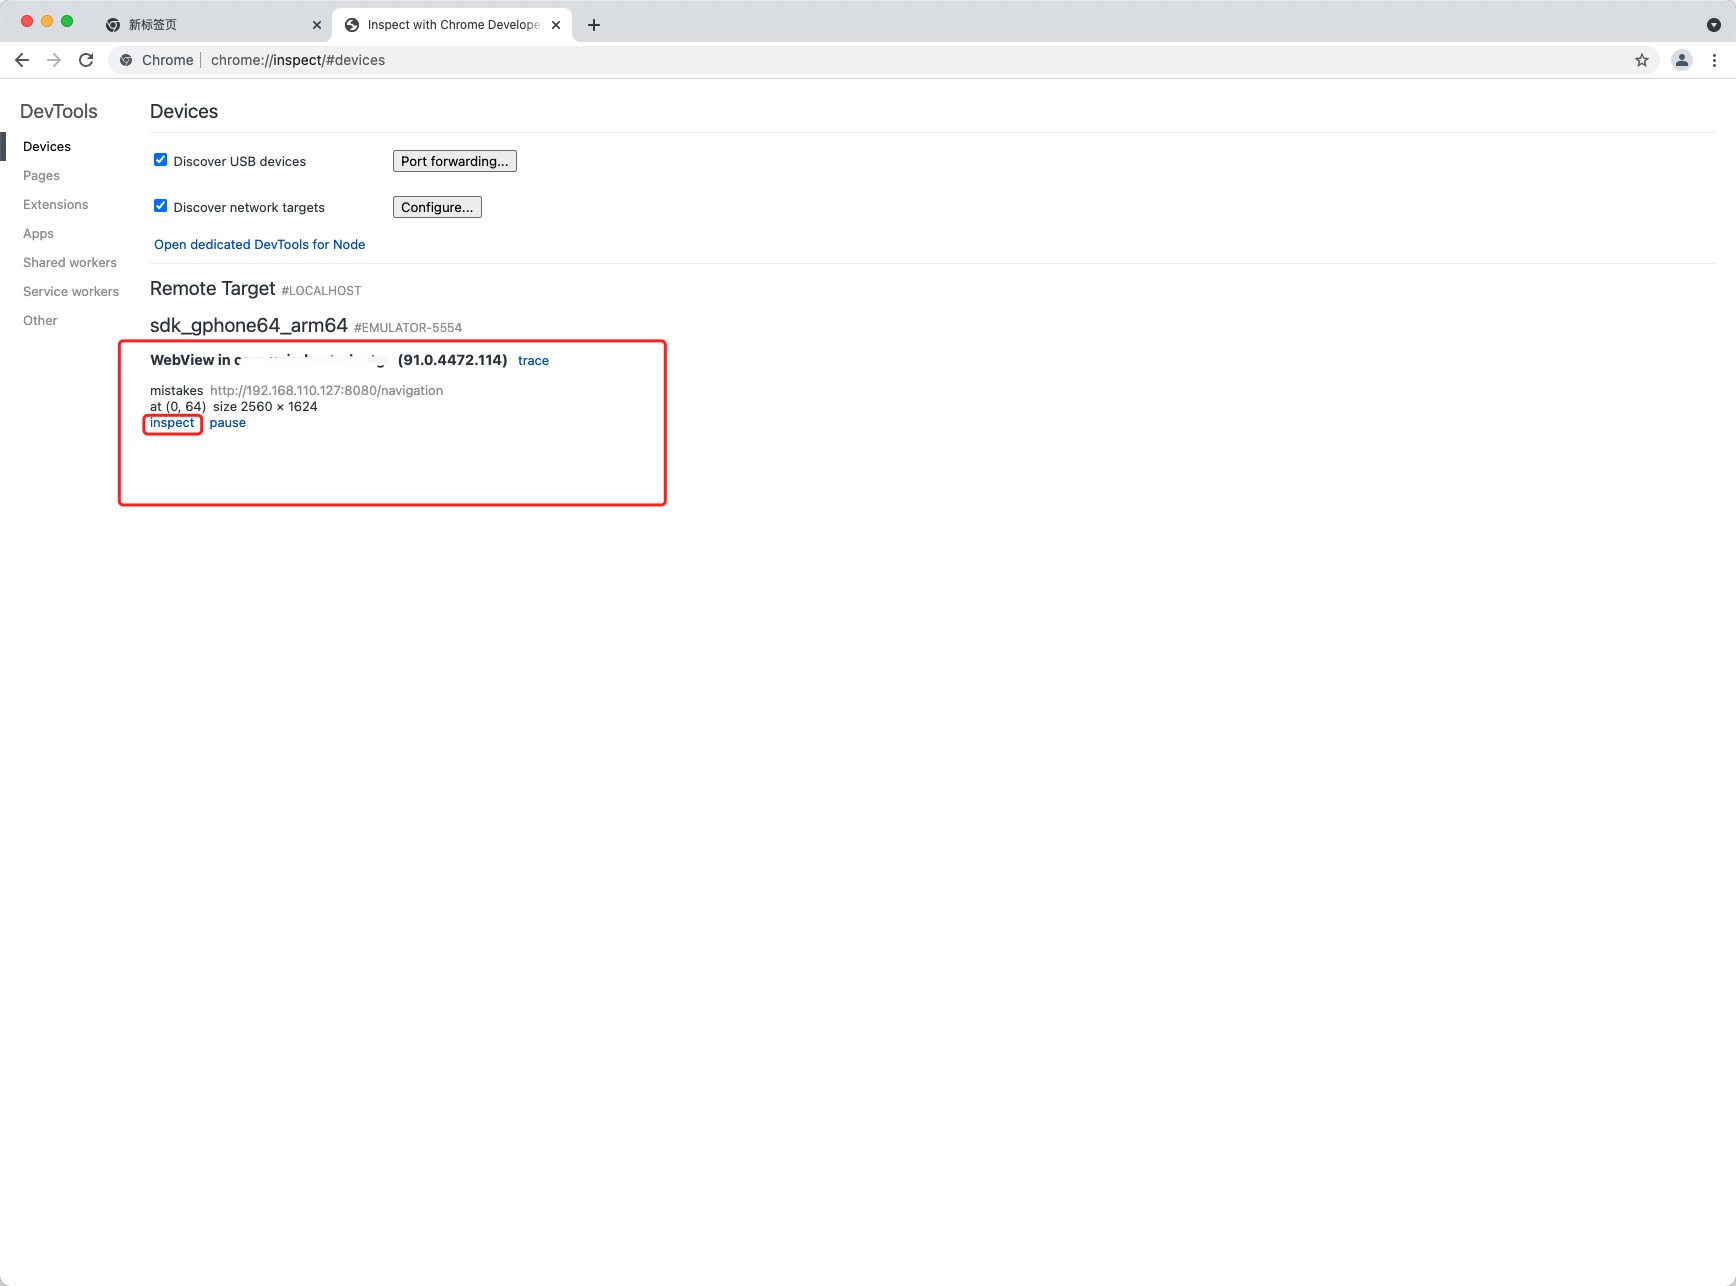 新标签页
Inspect with Chrome Develope
Chrome chrome://inspect/#devices
DevTools
Devices
Pages
Extensions
Apps
Shared workers
Service workers
Other
Devices
Discover USB devices Port forwarding...
Discover network targets Configure...
Open dedicated DevTools for Node
Remote Target #LOCALHOST
sdk_gphone64_arm64 #EMULATOR-5554
WebView in (91.0.4472.114) trace
mistakes http://192.168.110.127:8080/navigation
at (0, 64) size 2560 × 1624
inspect pause